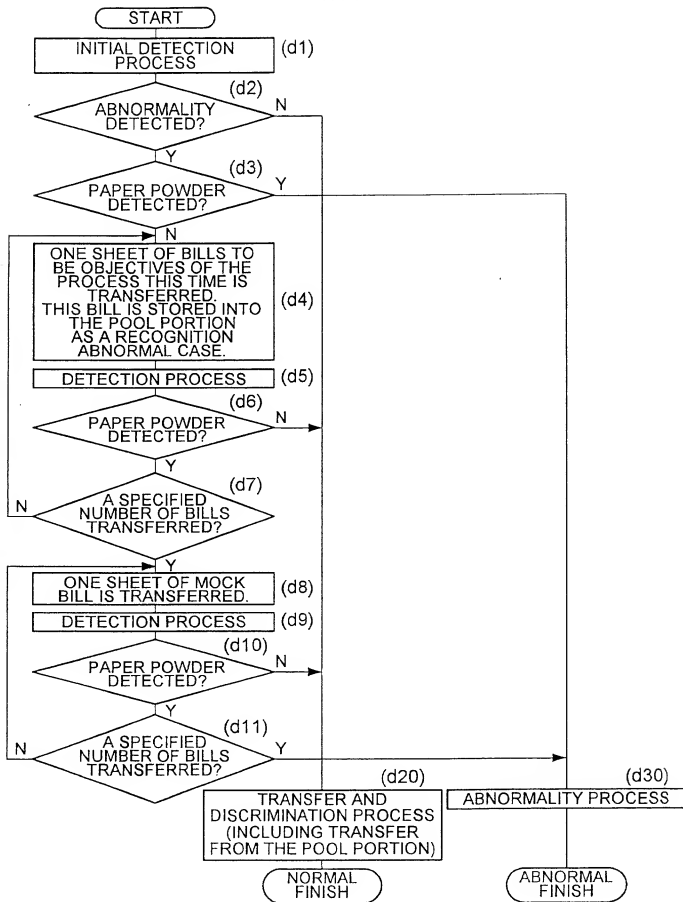 START
INITIAL DETECTION
PROCESS
(d1)
(d2)
N
ABNORMALITY
DETECTED?
Y
(d3)
Y
PAPER POWDER
DETECTED?
N
ONE SHEET OF BILLS TO
BE OBJECTIVES OF THE
PROCESS THIS TIME IS
TRANSFERRED.
THIS BILL IS STORED INTO
THE POOL PORTION
AS A RECOGNITION
ABNORMAL CASE.
(d4)
DETECTION PROCESS
(d5)
(d6)
N
PAPER POWDER
DETECTED?
Y
(d7)
N
A SPECIFIED
NUMBER OF BILLS
TRANSFERRED?
Y
ONE SHEET OF MOCK
BILL IS TRANSFERRED.
(d8)
DETECTION PROCESS
(d9)
(d10)
N
PAPER POWDER
DETECTED?
Y
(d11)
N
A SPECIFIED
NUMBER OF BILLS
TRANSFERRED?
Y
(d20)
TRANSFER AND
DISCRIMINATION PROCESS
(INCLUDING TRANSFER
FROM THE POOL PORTION)
(d30)
ABNORMALITY PROCESS
NORMAL
FINISH
ABNORMAL
FINISH